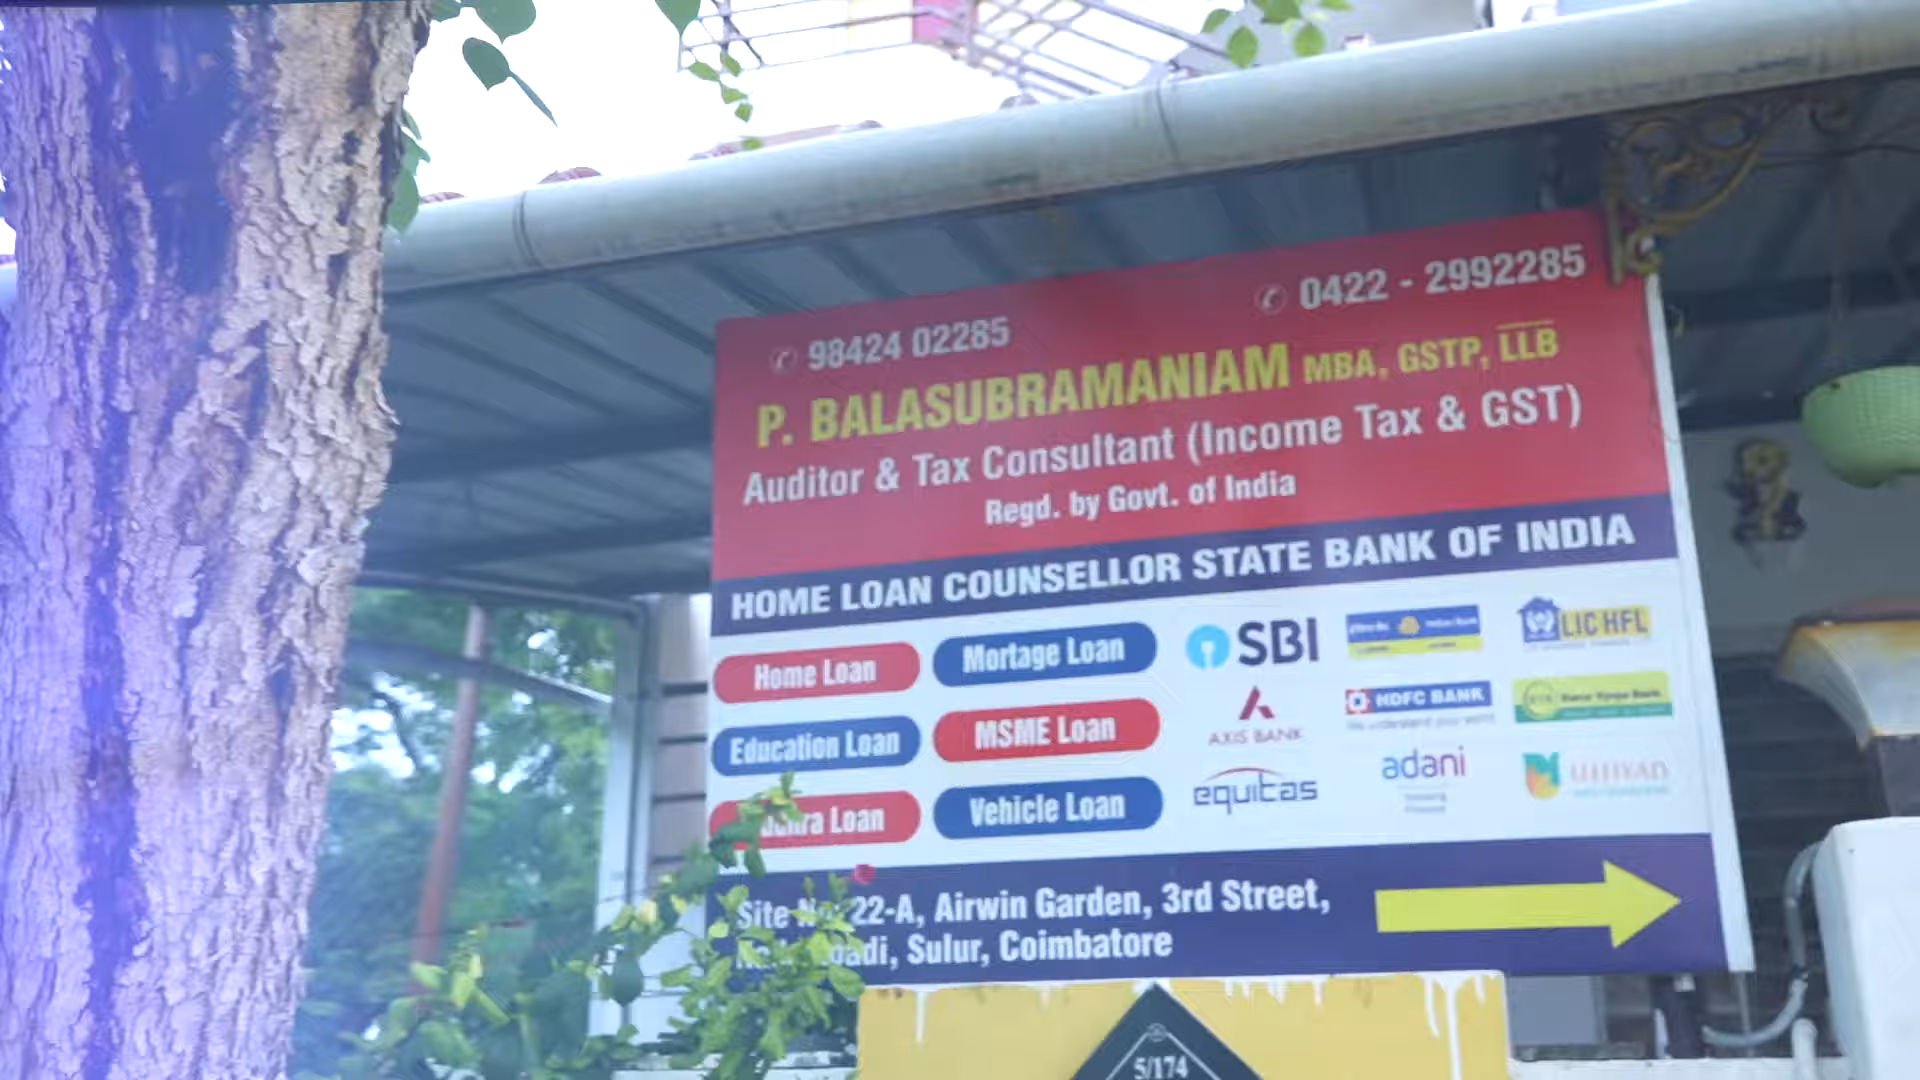 98424 02285
0422 - 2992285
P. BALASUBRAMANIAM MBA, GSTP, LLB
Auditor & Tax Consultant (Income Tax & GST)
Regd. by Govt. of India
HOME LOAN COUNSELLOR STATE BANK OF INDIA
Home Loan
Mortage Loan
SBI
LIC HFL
Education Loan
MSME Loan
AXIS BANK
HDFC BANK
Loan
Vehicle Loan
equitas
adani
UJJIVAN
Site 22-A, Airwin Garden, 3rd Street,
Sulur, Coimbatore
5/174